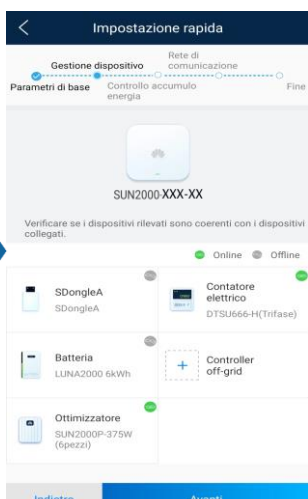 Impostazione rapida
Gestione dispositivo
Rete di
comunicazione
Parametri di base
Controllo accumulo
energia
Fine
SUN2000-XXX-XX
Verificare se i dispositivi rilevati sono coerenti con i dispositivi
collegati.
Online
Offline
SDongleA
SDongleA
Contatore
elettrico
DTSU666-H(Trifase)
Batteria
LUNA2000 6kWh
Controller
off-grid
Ottimizzatore
SUN2000P-375W
(6pezzi)
Indietro
Avanti